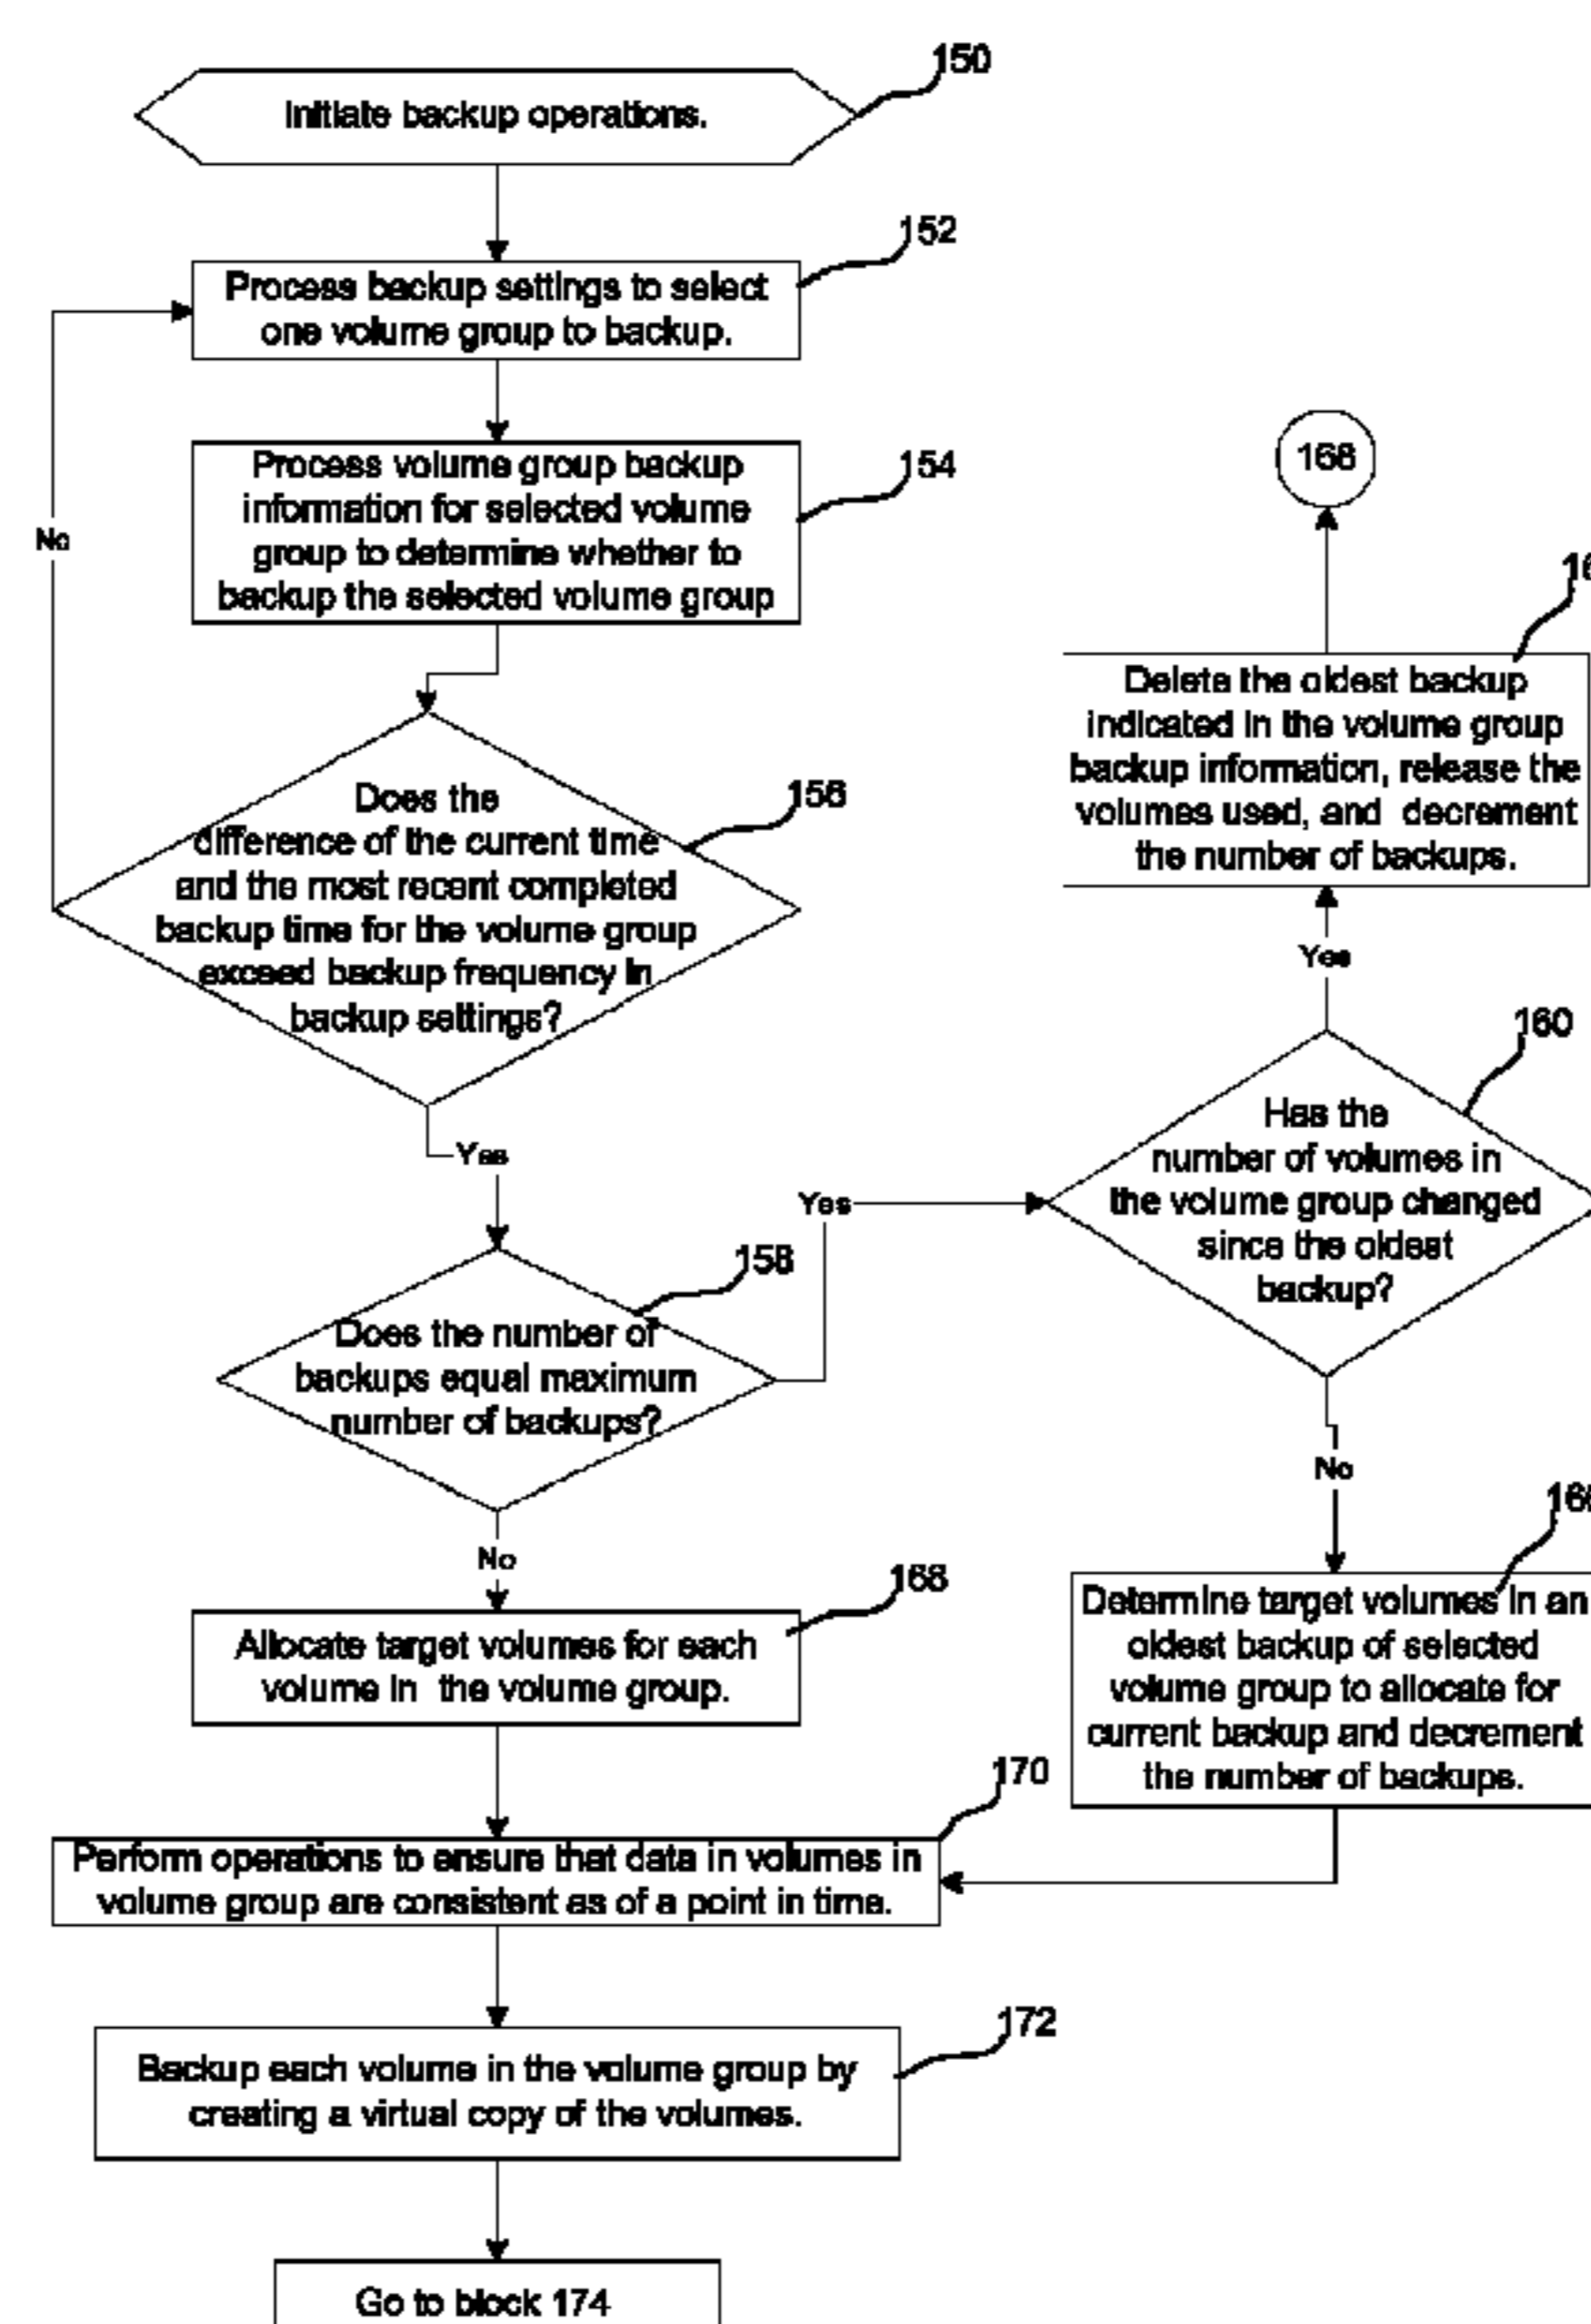 150
Initiate backup operations.
152
Process backup settings to select
one volume group to backup.
154
Process volume group backup
information for selected volume
group to determine whether to
backup the selected volume group
No
156
Does the
difference of the current time
and the most recent completed
backup time for the volume group
exceed backup frequency in
backup settings?
Yes
158
Does the number of
backups equal maximum
number of backups?
Yes
No
168
Allocate target volumes for each
volume in the volume group.
170
Perform operations to ensure that data in volumes in
volume group are consistent as of a point in time.
172
Backup each volume in the volume group by
creating a virtual copy of the volumes.
Go to block 174
168
Delete the oldest backup
indicated in the volume group
backup information, release the
volumes used, and decrement
the number of backups.
Yes
160
Has the
number of volumes in
the volume group changed
since the oldest
backup?
No
Determine target volumes in an
oldest backup of selected
volume group to allocate for
current backup and decrement
the number of backups.